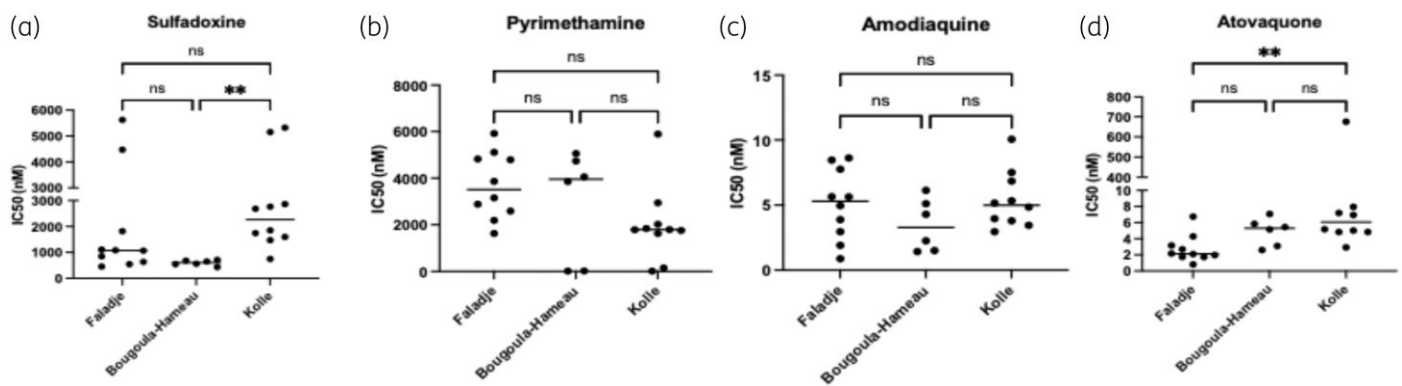 (a)
Sulfadoxine
ns
ns
**
IC50 (nM)
6000
5000
4000
3000
3000
2000
1000
0
Faladje
Bougoula-Hameau
Kolle
(b)
Pyrimethamine
ns
ns
ns
IC50 (nM)
8000
6000
4000
2000
0
Faladje
Bougoula-Hameau
Kolle
(c)
Amodiaquine
ns
ns
ns
IC50 (nM)
15
10
5
0
Faladje
Bougoula-Hameau
Kolle
(d)
Atovaquone
**
ns
ns
IC50 (nM)
800
700
600
500
400
10
8
6
4
2
0
Faladje
Bougoula-Hameau
Kolle